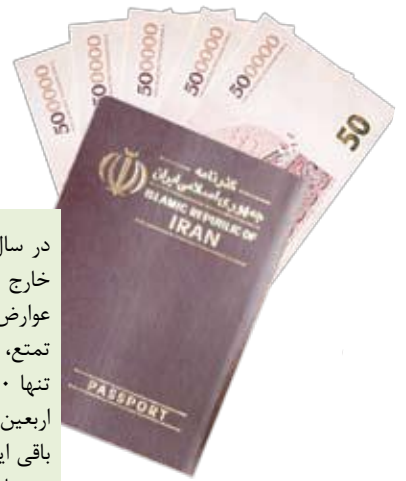 500000
500000
500000
500000
500000
50
گذرنامه
جمهوری اسلامی ایران
ISLAMIC REPUBLIC OF
IRAN
PASSPORT
در سال
خارج
عوارض
تمتع،
تنها
اربعین
باقی